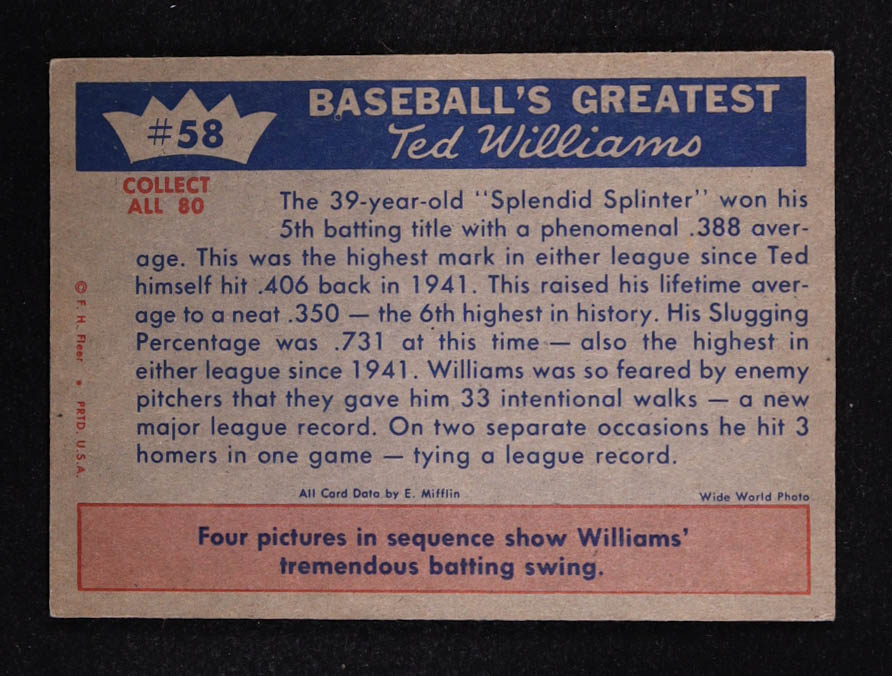 #58
BASEBALL'S GREATEST
Ted Williams
COLLECT
ALL 80
The 39-year-old "Splendid Splinter" won his
5th batting title with a phenomenal .388 aver-
age. This was the highest mark in either league since Ted
himself hit .406 back in 1941. This raised his lifetime aver-
age to a neat .350 — the 6th highest in history. His Slugging
Percentage was .731 at this time — also the highest in
either league since 1941. Williams was so feared by enemy
pitchers that they gave him 33 intentional walks — a new
major league record. On two separate occasions he hit 3
homers in one game — tying a league record.
© F. H. Fleer • PRTD. U.S.A.
All Card Data by E. Mifflin
Wide World Photo
Four pictures in sequence show Williams'
tremendous batting swing.